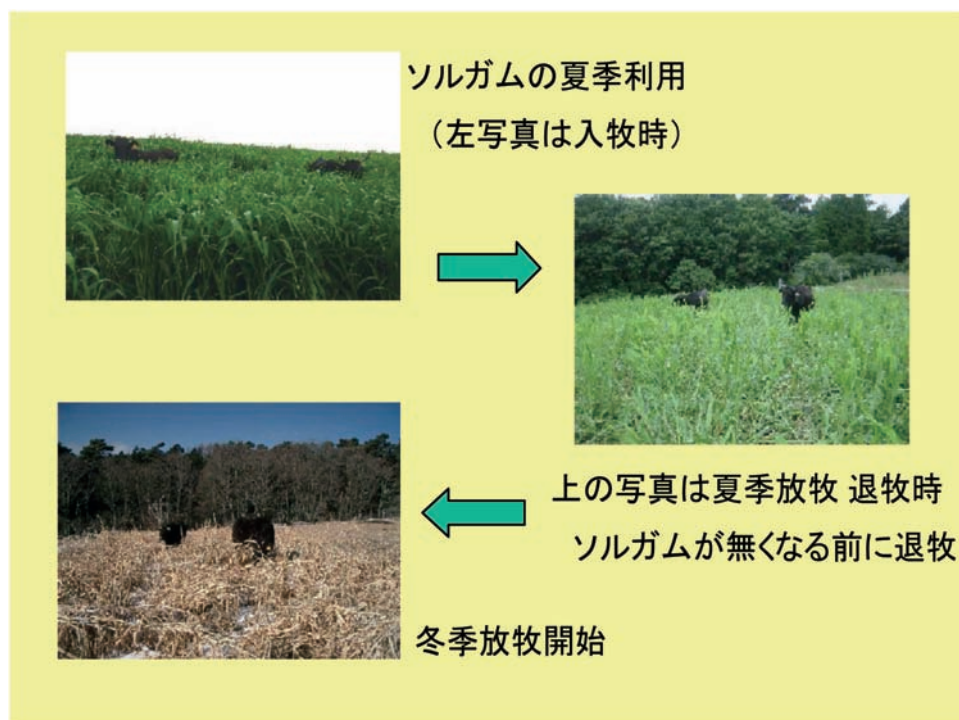 ソルガムの夏季利用
(左写真は入牧時)
上の写真は夏季放牧 退牧時
ソルガムが無くなる前に退牧
冬季放牧開始